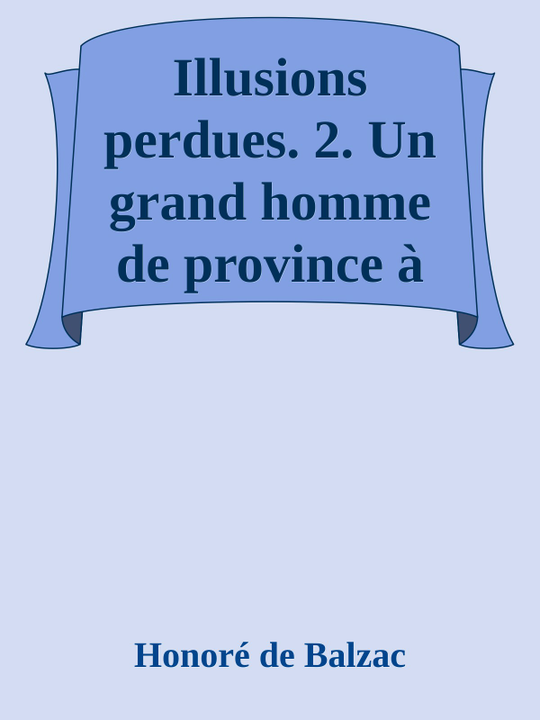 Illusions
perdues. 2. Un
grand homme
de province à
Honoré de Balzac